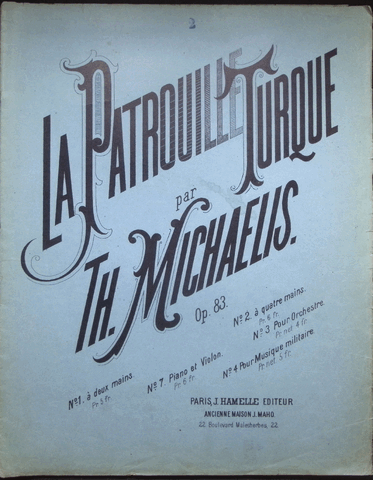 2
LA PATROUILLE TURQUE
par
TH. MICHAELIS.
Op. 83.
No 1. à deux mains.
Pr. 5 fr.
No 7. Piano et Violon.
Pr. 6 fr.
No 2. à quatre mains.
Pr. 6 fr.
No 3 Pour Orchestre.
Pr. net 4 fr.
No 4 Pour Musique militaire.
Pr. net. 5 fr.
PARIS, J. HAMELLE EDITEUR
ANCIENNE MAISON J. MAHO.
22 Boulevard Malesherbes, 22